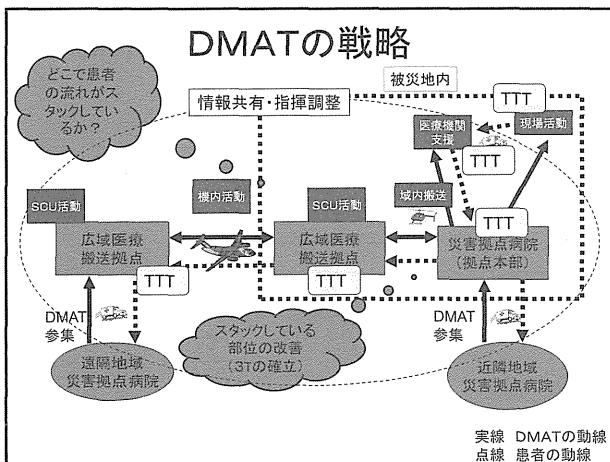 DMATの戦略
どこで患者
の流れがス
タックしてい
るか？
情報共有・指揮調整
被災地内
TTT
医療機関
支援
現場活動
TTT
SCU活動
機内活動
SCU活動
域内搬送
TTT
広域医療
搬送拠点
広域医療
搬送拠点
災害拠点病院
(拠点本部)
TTT
TTT
DMAT
参集
スタックしている
部位の改善
(3Tの確立)
DMAT
参集
遠隔地域
災害拠点病院
近隣地域
災害拠点病院
実線 DMATの動線
点線 患者の動線